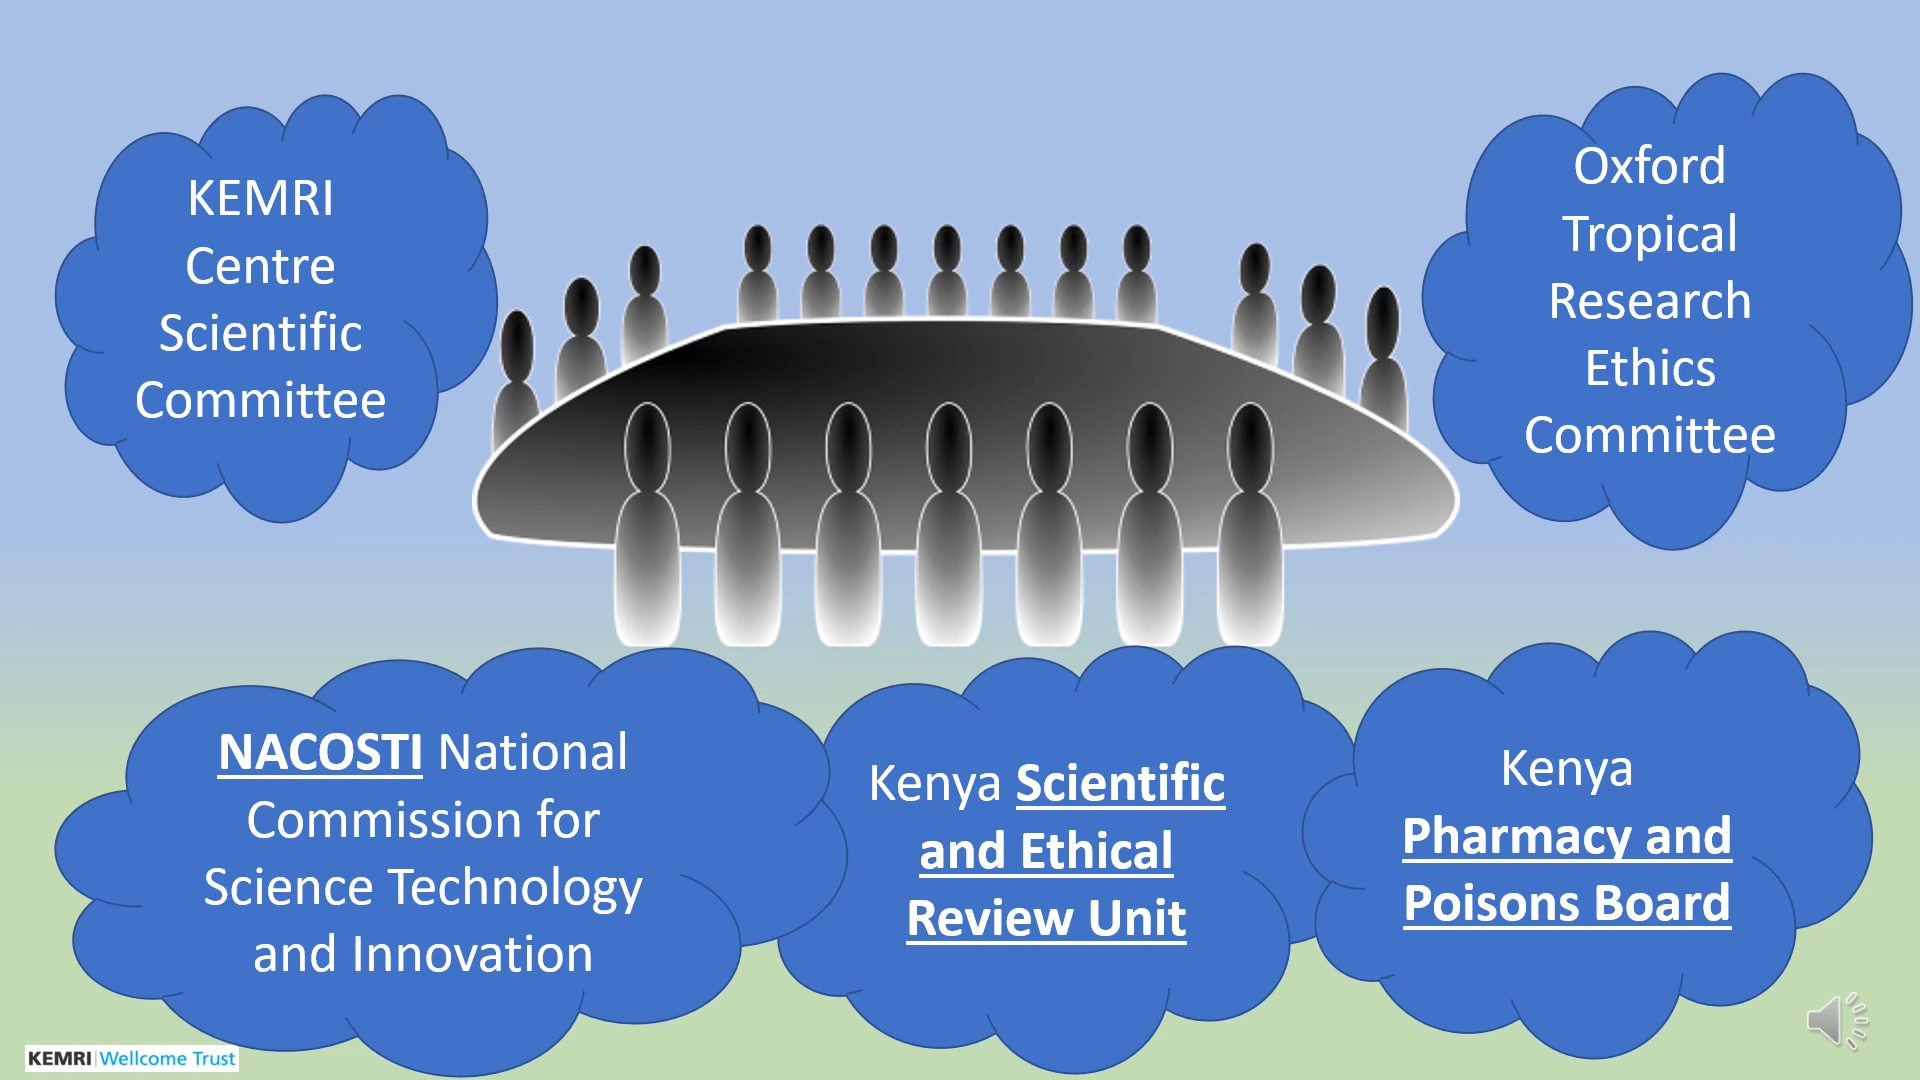 KEMRI
Centre
Scientific
Committee
Oxford
Tropical
Research
Ethics
Committee
NACOSTI National
Commission for
Science Technology
and Innovation
Kenya Scientific
and Ethical
Review Unit
Kenya
Pharmacy and
Poisons Board
KEMRI Wellcome Trust